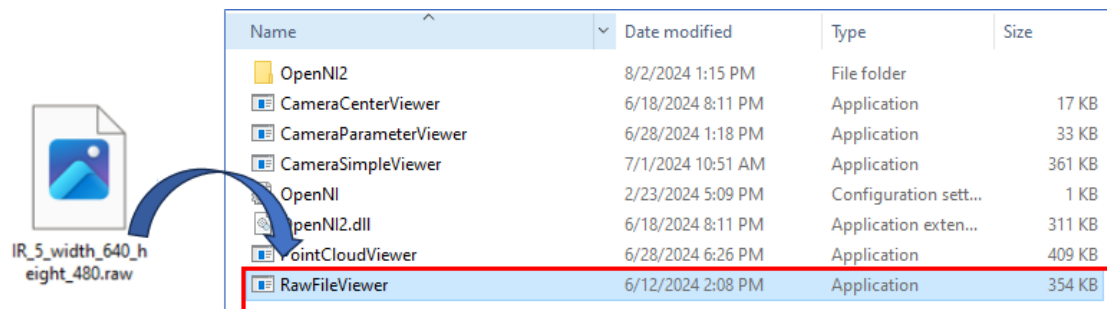 Name Date modified Type Size
OpenNI2 8/2/2024 1:15 PM File folder
CameraCenterViewer 6/18/2024 8:11 PM Application 17 KB
CameraParameterViewer 6/28/2024 1:18 PM Application 33 KB
CameraSimpleViewer 7/1/2024 10:51 AM Application 361 KB
OpenNI 2/23/2024 5:09 PM Configuration sett... 1 KB
OpenNI2.dll 6/18/2024 8:11 PM Application exten... 311 KB
PointCloudViewer 6/28/2024 6:26 PM Application 409 KB
RawFileViewer 6/12/2024 2:08 PM Application 354 KB
IR_5_width_640_h
eight_480.raw